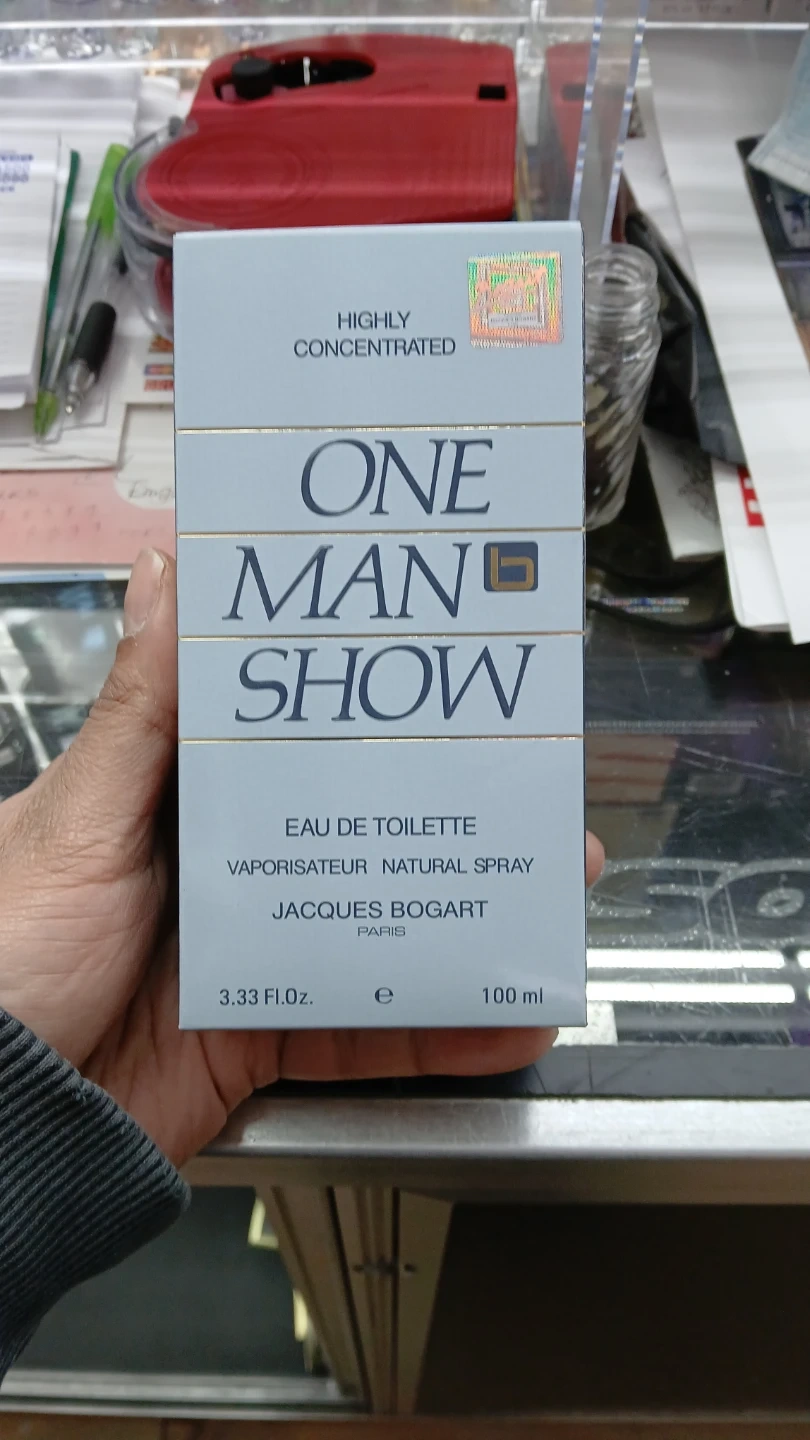 HIGHLY
CONCENTRATED
ONE
MAN b
SHOW
EAU DE TOILETTE
VAPORISATEUR NATURAL SPRAY
JACQUES BOGART
PARIS
3.33 Fl.Oz. e 100 ml